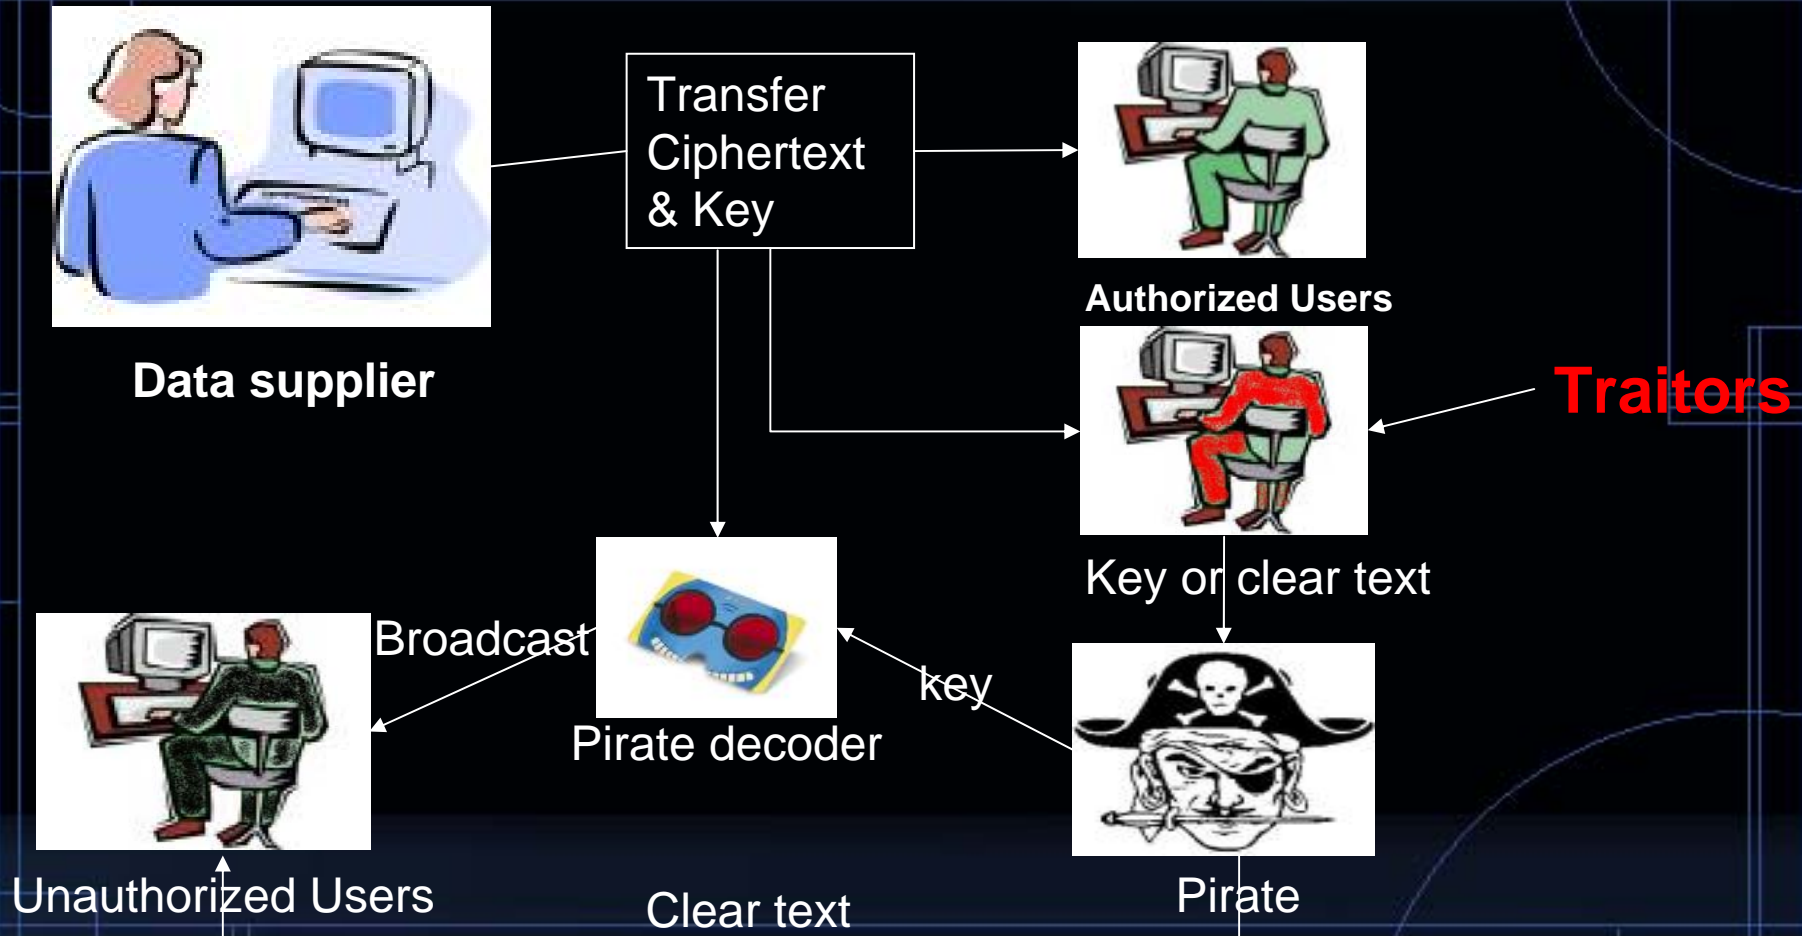 Transfer
Ciphertext
& Key
Authorized Users
Data supplier
Traitors
Key or clear text
Broadcast
key
Pirate decoder
Unauthorized Users
Clear text
Pirate